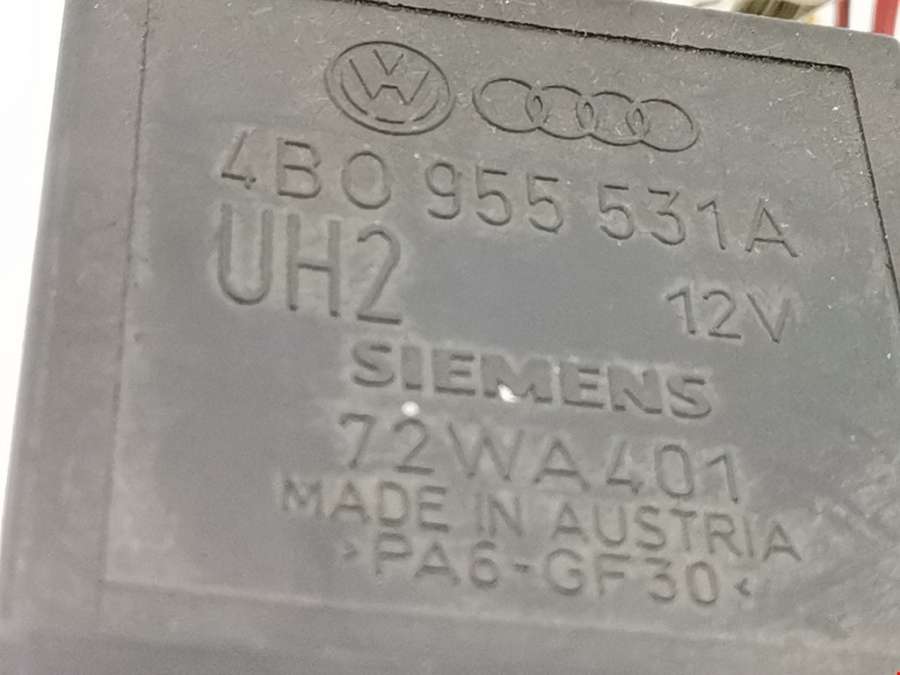 4B0 955 531A
UH2 12V
SIEMENS
72WA401
MADE IN AUSTRIA
>PA6-GF30<